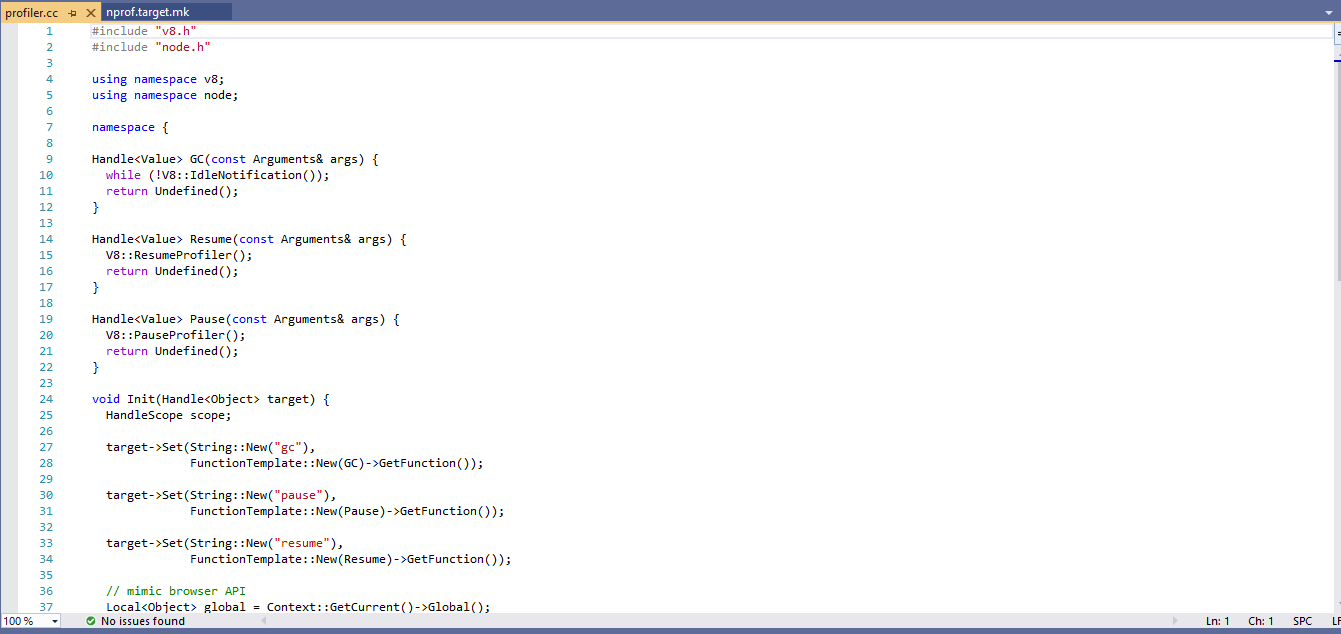 profiler.cc nprof.target.mk
1 #include "v8.h"
2 #include "node.h"
3
4 using namespace v8;
5 using namespace node;
6
7 namespace {
8
9 Handle<Value> GC(const Arguments& args) {
10   while (!V8::IdleNotification());
11   return Undefined();
12 }
13
14 Handle<Value> Resume(const Arguments& args) {
15   V8::ResumeProfiler();
16   return Undefined();
17 }
18
19 Handle<Value> Pause(const Arguments& args) {
20   V8::PauseProfiler();
21   return Undefined();
22 }
23
24 void Init(Handle<Object> target) {
25   HandleScope scope;
26
27   target->Set(String::New("gc"),
28               FunctionTemplate::New(GC)->GetFunction());
29
30   target->Set(String::New("pause"),
31               FunctionTemplate::New(Pause)->GetFunction());
32
33   target->Set(String::New("resume"),
34               FunctionTemplate::New(Resume)->GetFunction());
35
36   // mimic browser API
37   Local<Object> global = Context::GetCurrent()->Global();
100 % No issues found Ln: 1 Ch: 1 SPC